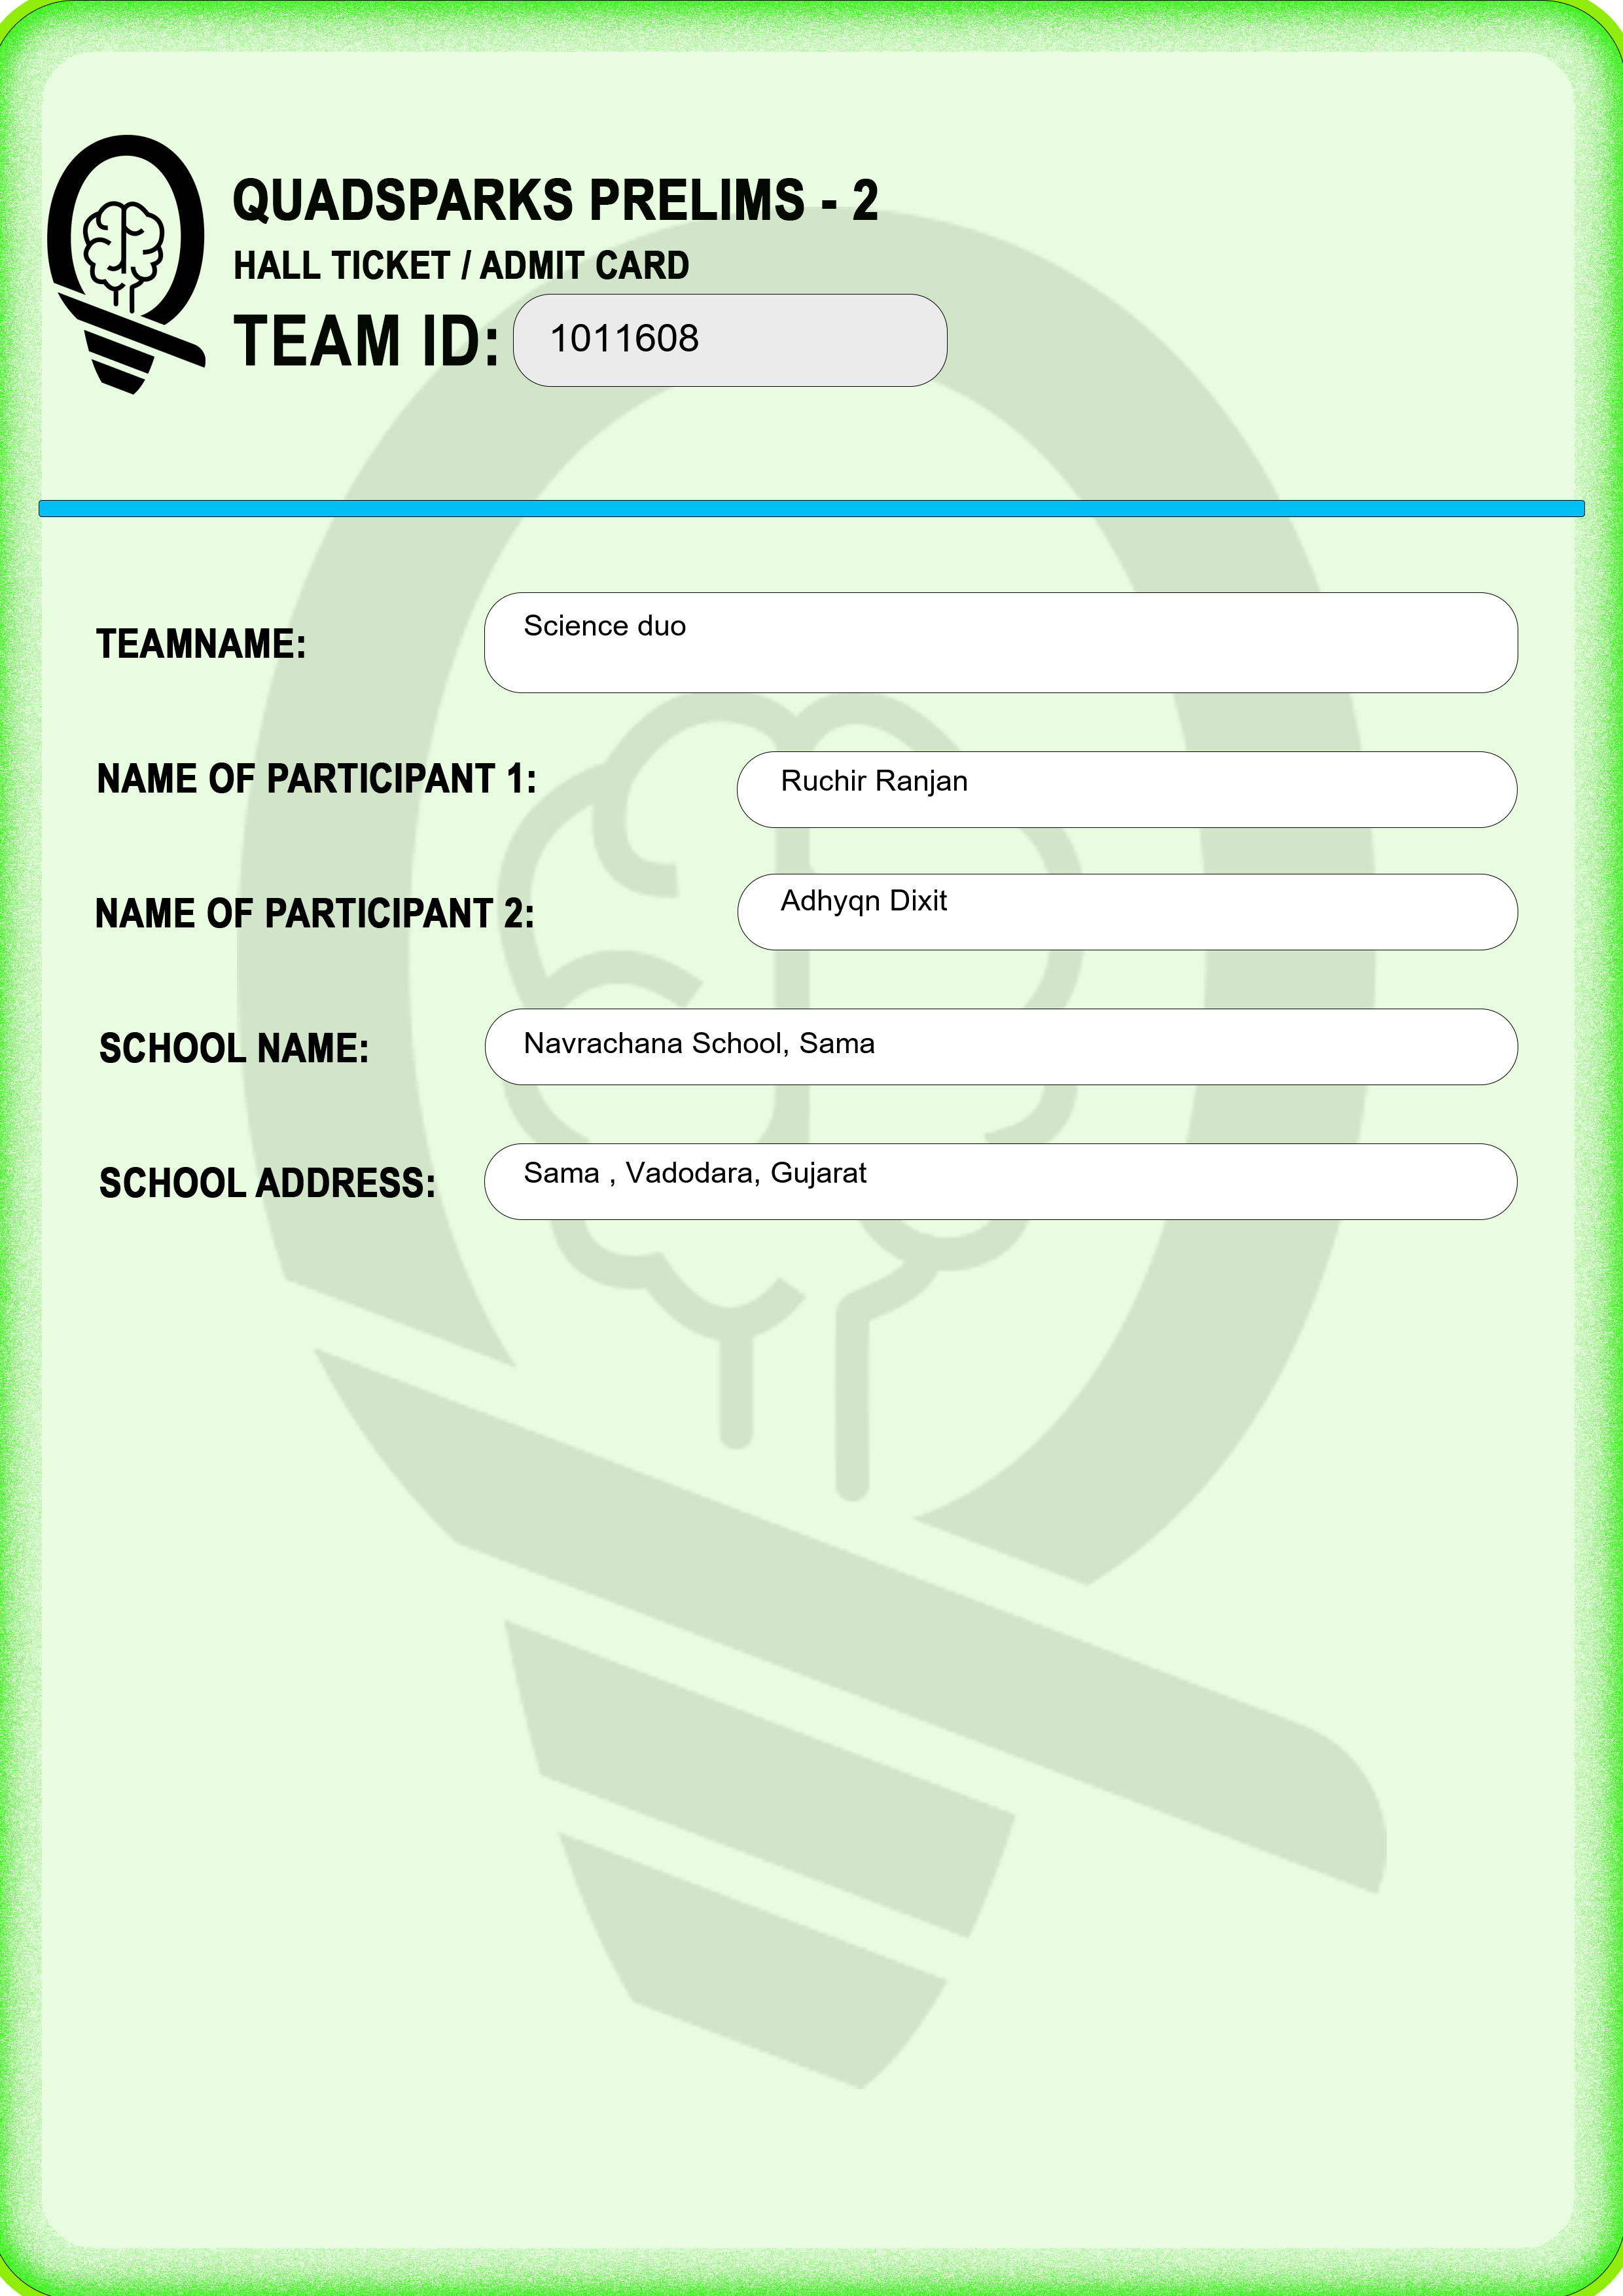 QUADSPARKS PRELIMS - 2
HALL TICKET / ADMIT CARD
TEAM ID: 1011608
TEAMNAME: Science duo
NAME OF PARTICIPANT 1: Ruchir Ranjan
NAME OF PARTICIPANT 2: Adhyqn Dixit
SCHOOL NAME: Navrachana School, Sama
SCHOOL ADDRESS: Sama , Vadodara, Gujarat